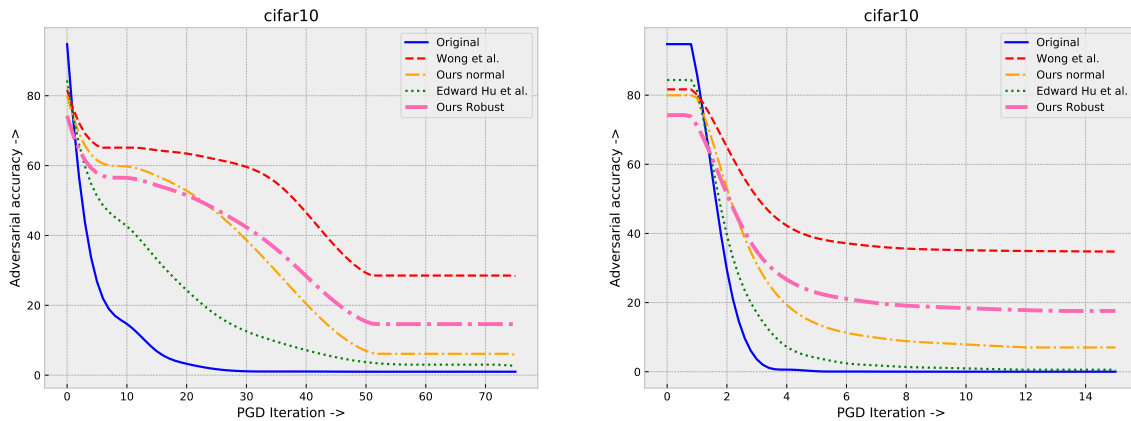 cifar10
Adversarial accuracy ->
80
60
40
20
0
Original
Wong et al.
Ours normal
Edward Hu et al.
Ours Robust
0 10 20 30 40 50 60 70
PGD Iteration ->
cifar10
Adversarial accuracy ->
80
60
40
20
0
Original
Wong et al.
Ours normal
Edward Hu et al.
Ours Robust
0 2 4 6 8 10 12 14
PGD Iteration ->